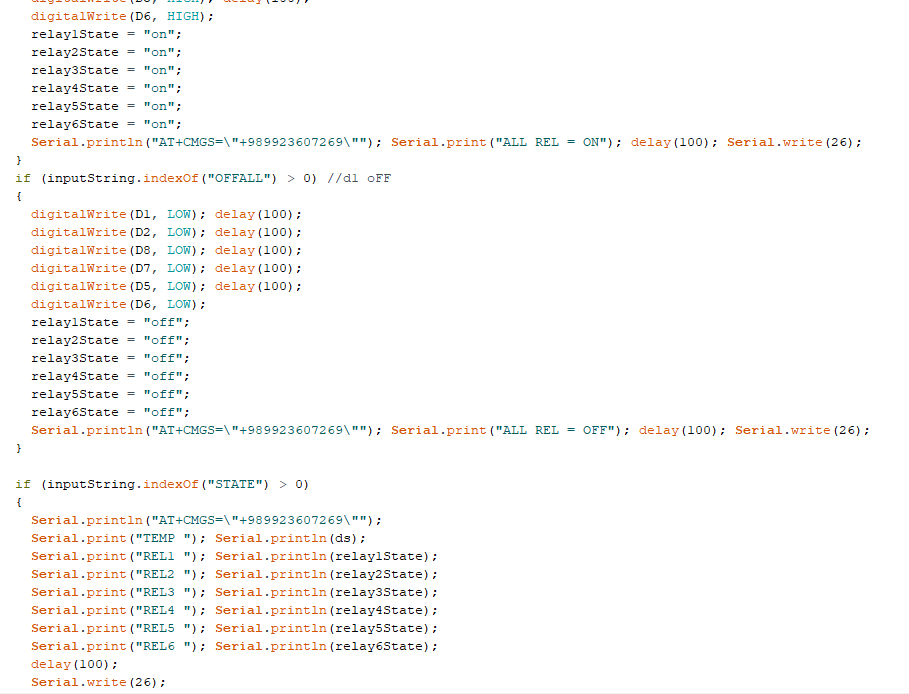 digitalWrite(D8, HIGH); delay(100);
  digitalWrite(D6, HIGH);
  relay1State = "on";
  relay2State = "on";
  relay3State = "on";
  relay4State = "on";
  relay5State = "on";
  relay6State = "on";
  Serial.println("AT+CMGS=\"+989923607269\""); Serial.print("ALL REL = ON"); delay(100); Serial.write(26);
}
if (inputString.indexOf("OFFALL") > 0) //d1 oFF
{
  digitalWrite(D1, LOW); delay(100);
  digitalWrite(D2, LOW); delay(100);
  digitalWrite(D8, LOW); delay(100);
  digitalWrite(D7, LOW); delay(100);
  digitalWrite(D5, LOW); delay(100);
  digitalWrite(D6, LOW);
  relay1State = "off";
  relay2State = "off";
  relay3State = "off";
  relay4State = "off";
  relay5State = "off";
  relay6State = "off";
  Serial.println("AT+CMGS=\"+989923607269\""); Serial.print("ALL REL = OFF"); delay(100); Serial.write(26);
}
if (inputString.indexOf("STATE") > 0)
{
  Serial.println("AT+CMGS=\"+989923607269\"");
  Serial.print("TEMP "); Serial.println(ds);
  Serial.print("REL1 "); Serial.println(relay1State);
  Serial.print("REL2 "); Serial.println(relay2State);
  Serial.print("REL3 "); Serial.println(relay3State);
  Serial.print("REL4 "); Serial.println(relay4State);
  Serial.print("REL5 "); Serial.println(relay5State);
  Serial.print("REL6 "); Serial.println(relay6State);
  delay(100);
  Serial.write(26);